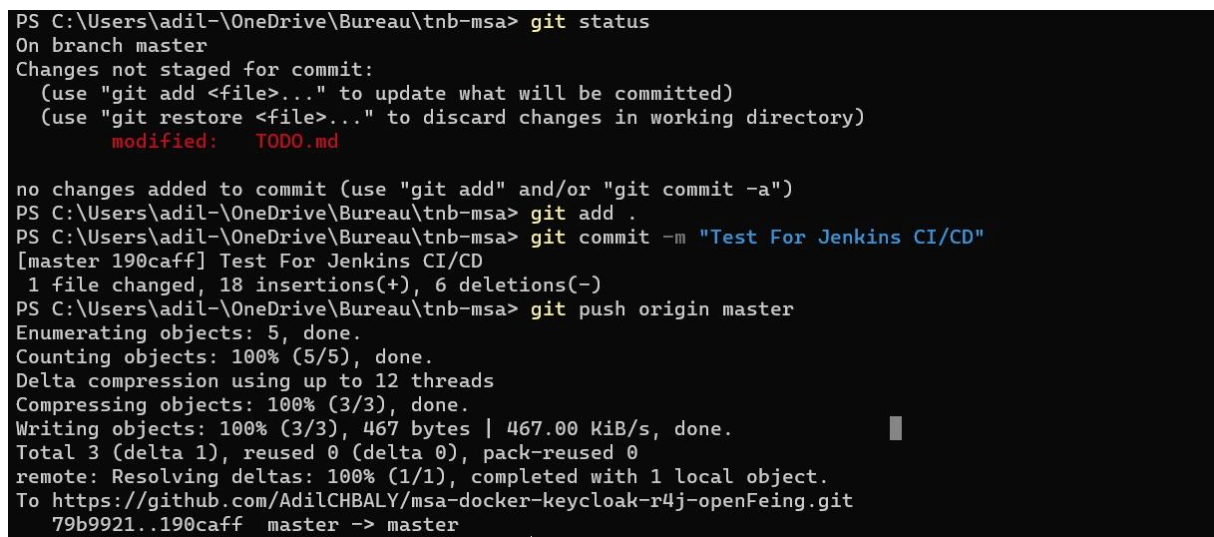 PS C:\Users\adil-\OneDrive\Bureau\tnb-msa> git status
On branch master
Changes not staged for commit:
  (use "git add <file>..." to update what will be committed)
  (use "git restore <file>..." to discard changes in working directory)
        modified:   TODO.md

no changes added to commit (use "git add" and/or "git commit -a")
PS C:\Users\adil-\OneDrive\Bureau\tnb-msa> git add .
PS C:\Users\adil-\OneDrive\Bureau\tnb-msa> git commit -m "Test For Jenkins CI/CD"
[master 190caff] Test For Jenkins CI/CD
 1 file changed, 18 insertions(+), 6 deletions(-)
PS C:\Users\adil-\OneDrive\Bureau\tnb-msa> git push origin master
Enumerating objects: 5, done.
Counting objects: 100% (5/5), done.
Delta compression using up to 12 threads
Compressing objects: 100% (3/3), done.
Writing objects: 100% (3/3), 467 bytes | 467.00 KiB/s, done.
Total 3 (delta 1), reused 0 (delta 0), pack-reused 0
remote: Resolving deltas: 100% (1/1), completed with 1 local object.
To https://github.com/AdilCHBALY/msa-docker-keycloak-r4j-openFeing.git
   79b9921..190caff  master -> master